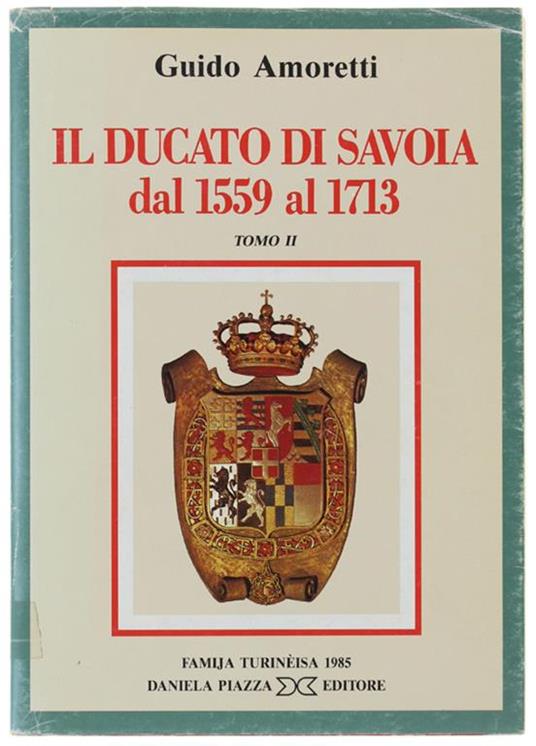 Guido Amoretti
IL DUCATO DI SAVOIA
dal 1559 al 1713
TOMO II
FAMIJA TURINÈISA 1985
DANIELA PIAZZA EDITORE